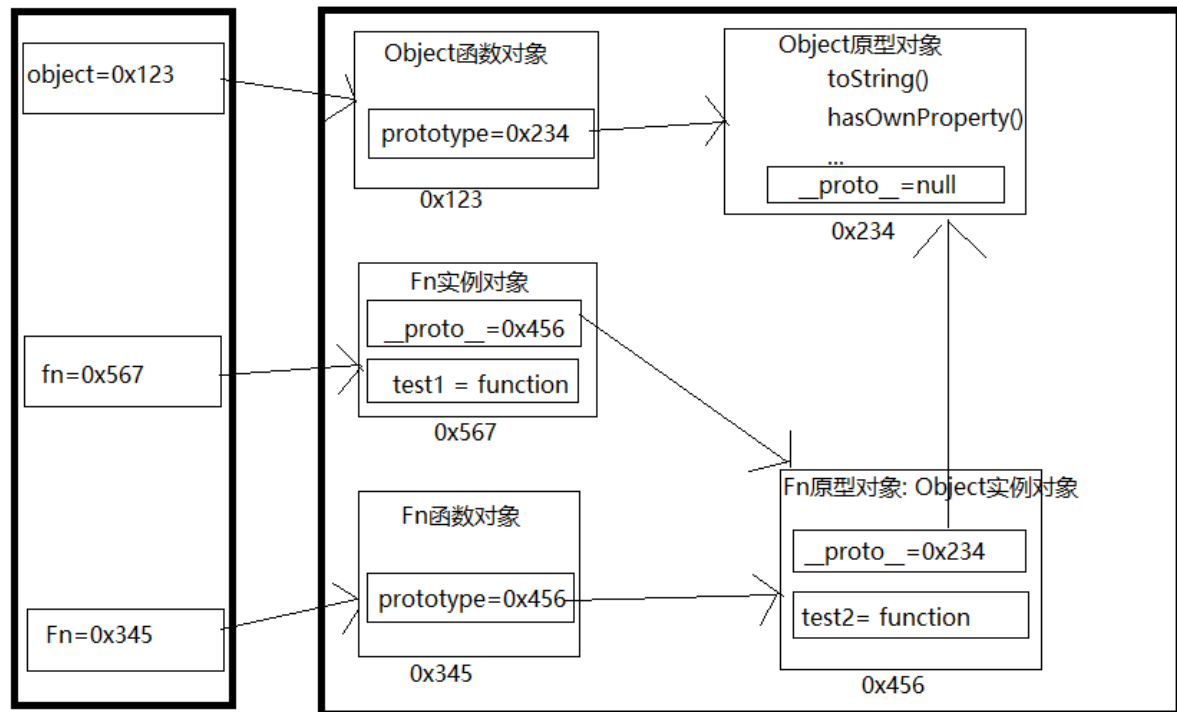 object=0x123
fn=0x567
Fn=0x345
Object函数对象
prototype=0x234
0x123
Object原型对象
toString()
hasOwnProperty()
...
__proto__=null
0x234
Fn实例对象
__proto__=0x456
test1 = function
0x567
Fn函数对象
prototype=0x456
0x345
Fn原型对象: Object实例对象
__proto__=0x234
test2= function
0x456